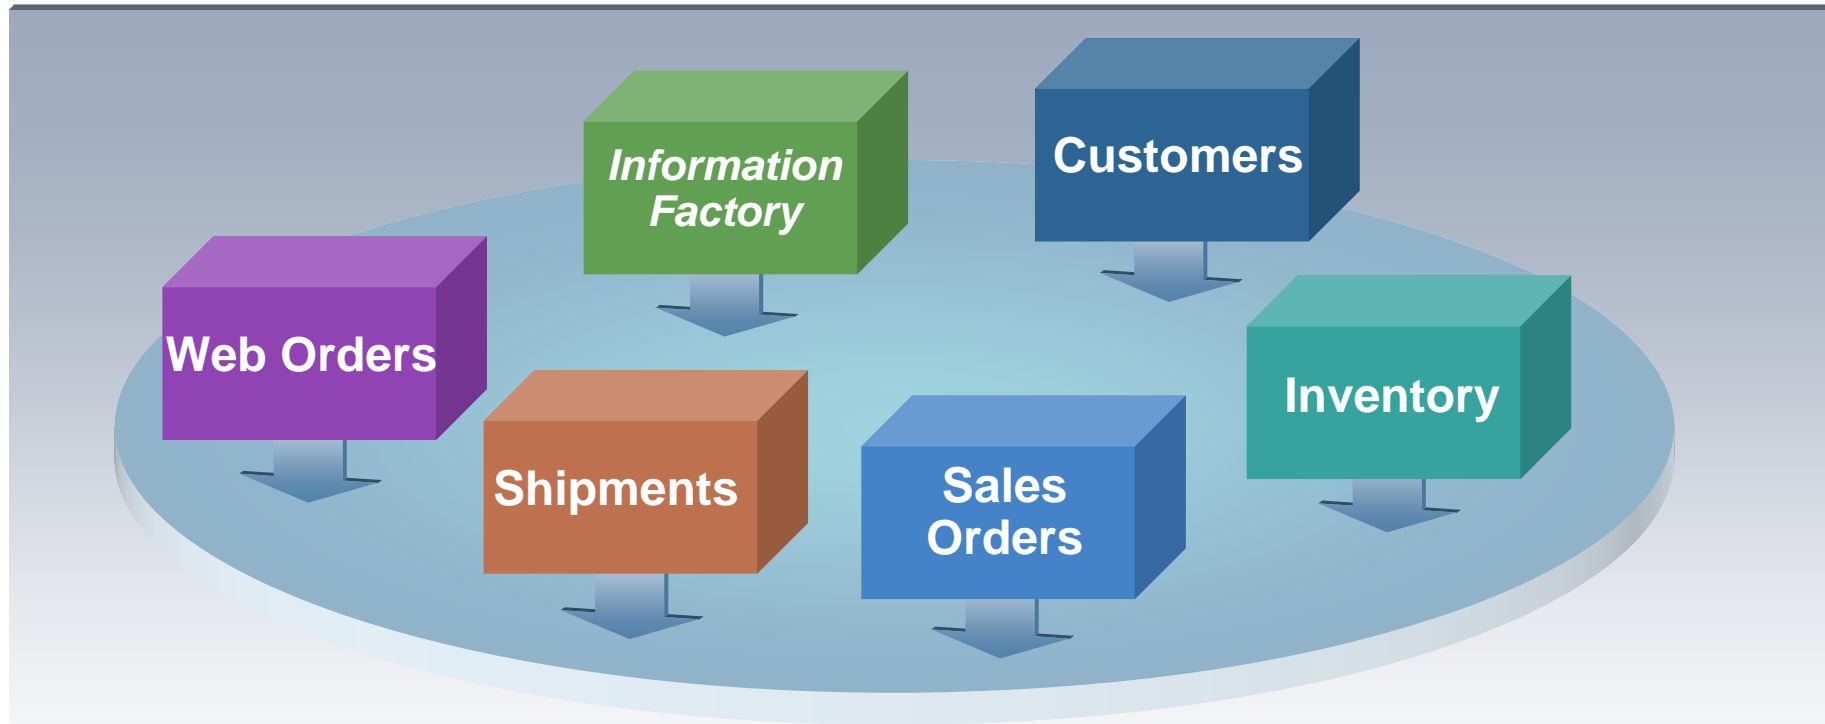 Information
Factory
Customers
Web Orders
Inventory
Shipments
Sales
Orders